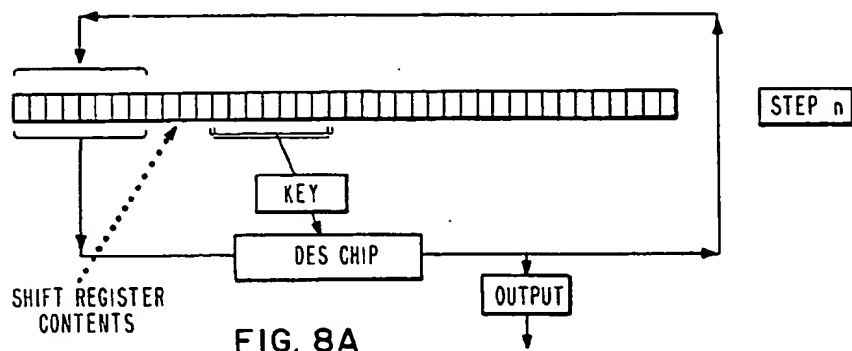 STEP n
KEY
DES CHIP
SHIFT REGISTER
CONTENTS
OUTPUT
FIG. 8A